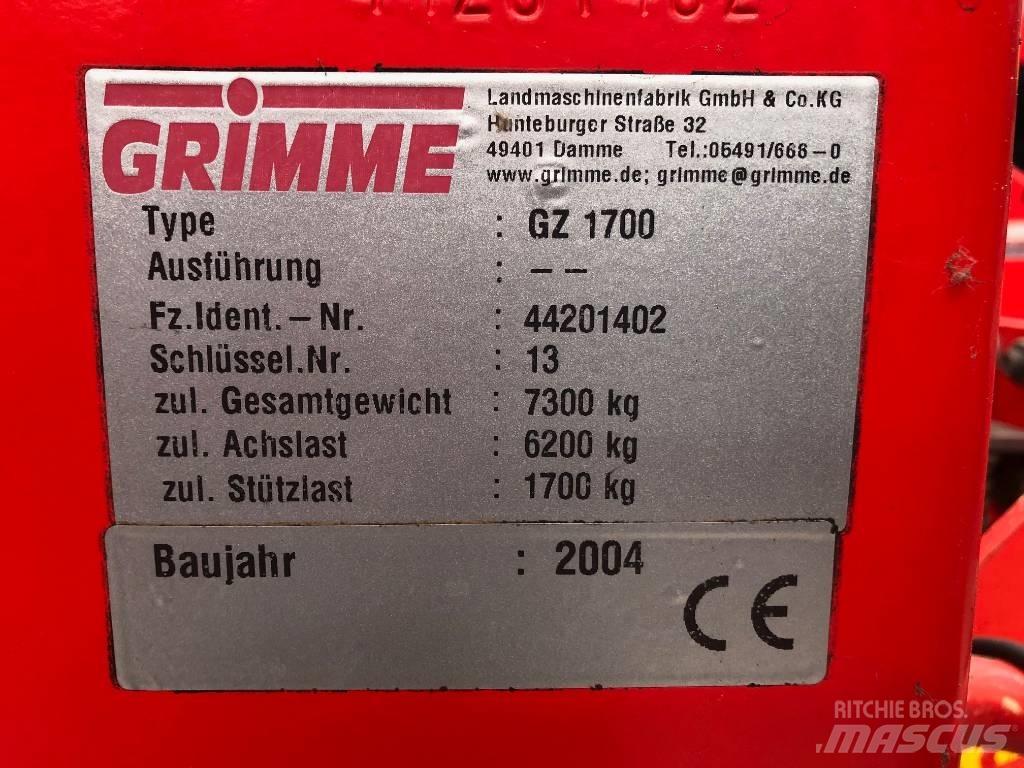 44201402
GRIMME
Landmaschinenfabrik GmbH & Co.KG
Hunteburger Straße 32
49401 Damme Tel.:05491/666-0
www.grimme.de; grimme@grimme.de
Type : GZ 1700
Ausführung : – –
Fz.Ident.–Nr. : 44201402
Schlüssel.Nr. : 13
zul. Gesamtgewicht : 7300 kg
zul. Achslast : 6200 kg
zul. Stützlast : 1700 kg
Baujahr : 2004
CE
RITCHIE BROS.
MASCUS